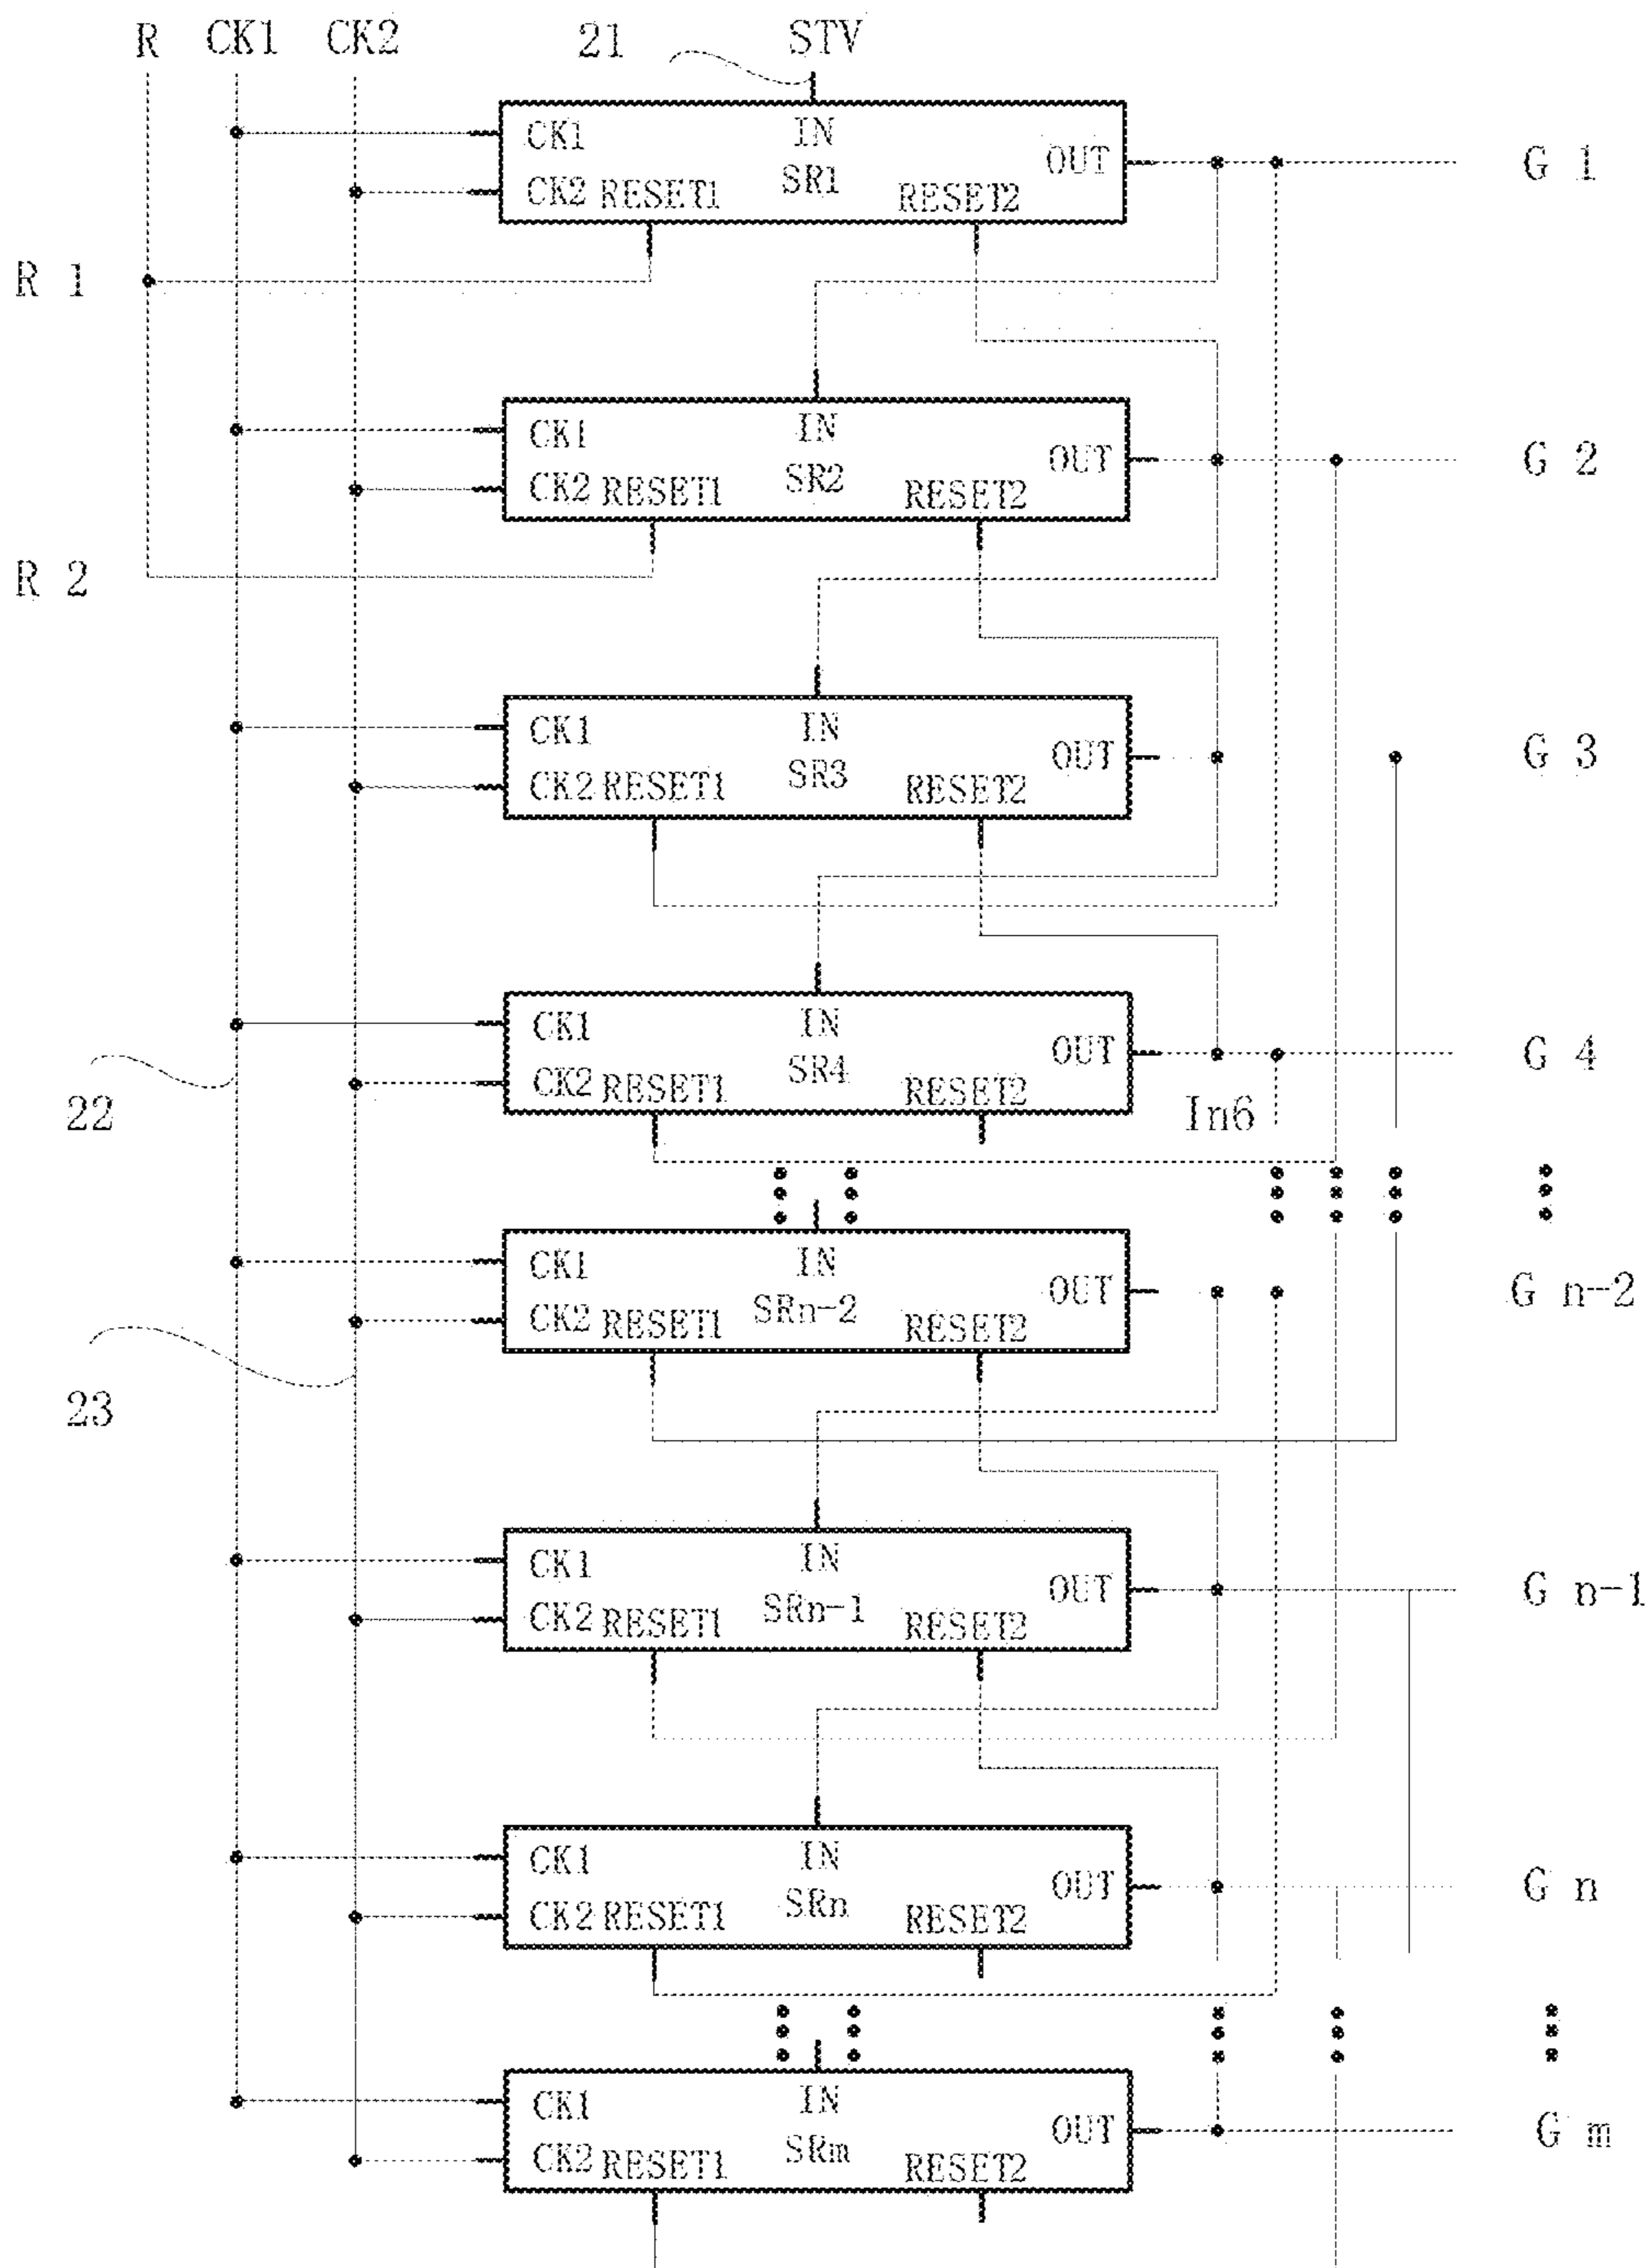 R CK1 CK2 21 STV
CK1 IN OUT G 1
CK2 RESET1 SR1 RESET2
R 1
CK1 IN OUT G 2
CK2 RESET1 SR2 RESET2
R 2
CK1 IN OUT G 3
CK2 RESET1 SR3 RESET2
CK1 IN OUT G 4
CK2 RESET1 SR4 RESET2
22 In6
CK1 IN OUT G n-2
CK2 RESET1 SRn-2 RESET2
23
CK1 IN OUT G n-1
CK2 RESET1 SRn-1 RESET2
CK1 IN OUT G n
CK2 RESET1 SRn RESET2
CK1 IN OUT G m
CK2 RESET1 SRm RESET2